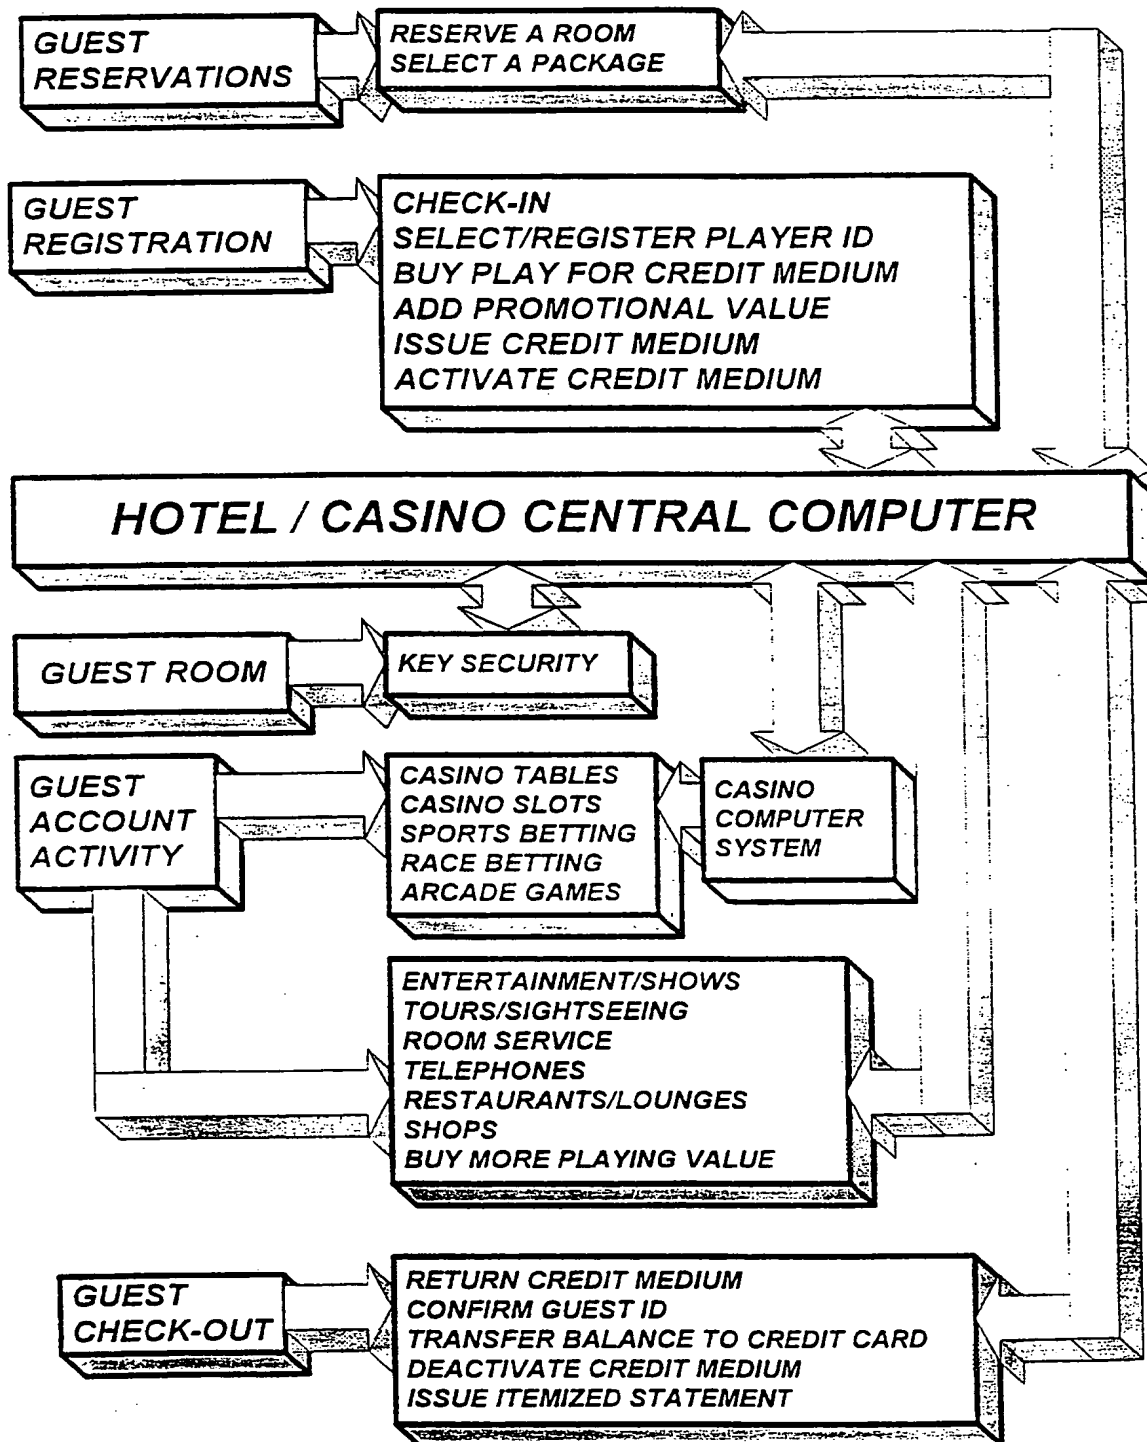 GUEST
RESERVATIONS
RESERVE A ROOM
SELECT A PACKAGE
GUEST
REGISTRATION
CHECK-IN
SELECT/REGISTER PLAYER ID
BUY PLAY FOR CREDIT MEDIUM
ADD PROMOTIONAL VALUE
ISSUE CREDIT MEDIUM
ACTIVATE CREDIT MEDIUM
HOTEL / CASINO CENTRAL COMPUTER
GUEST ROOM
KEY SECURITY
GUEST
ACCOUNT
ACTIVITY
CASINO TABLES
CASINO SLOTS
SPORTS BETTING
RACE BETTING
ARCADE GAMES
CASINO
COMPUTER
SYSTEM
ENTERTAINMENT/SHOWS
TOURS/SIGHTSEEING
ROOM SERVICE
TELEPHONES
RESTAURANTS/LOUNGES
SHOPS
BUY MORE PLAYING VALUE
GUEST
CHECK-OUT
RETURN CREDIT MEDIUM
CONFIRM GUEST ID
TRANSFER BALANCE TO CREDIT CARD
DEACTIVATE CREDIT MEDIUM
ISSUE ITEMIZED STATEMENT